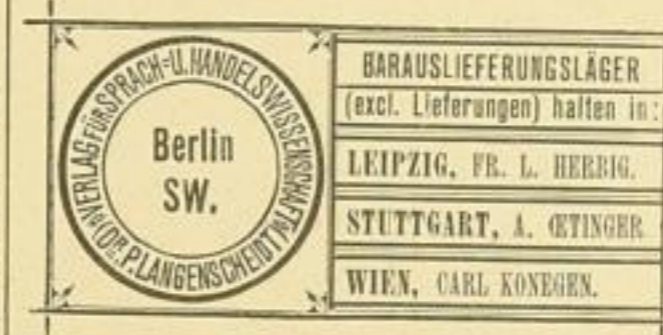 VERLAG FÜR SPRACH= U. HANDELSWISSENSCHAFT (DR P. LANGENSCHEIDT)
Berlin
SW.
BARAUSLIEFERUNGSLÄGER
(excl. Lieferungen) halten in:
LEIPZIG, FR. L. HERBIG.
STUTTGART, A. ŒTINGER.
WIEN, CARL KONEGEN.